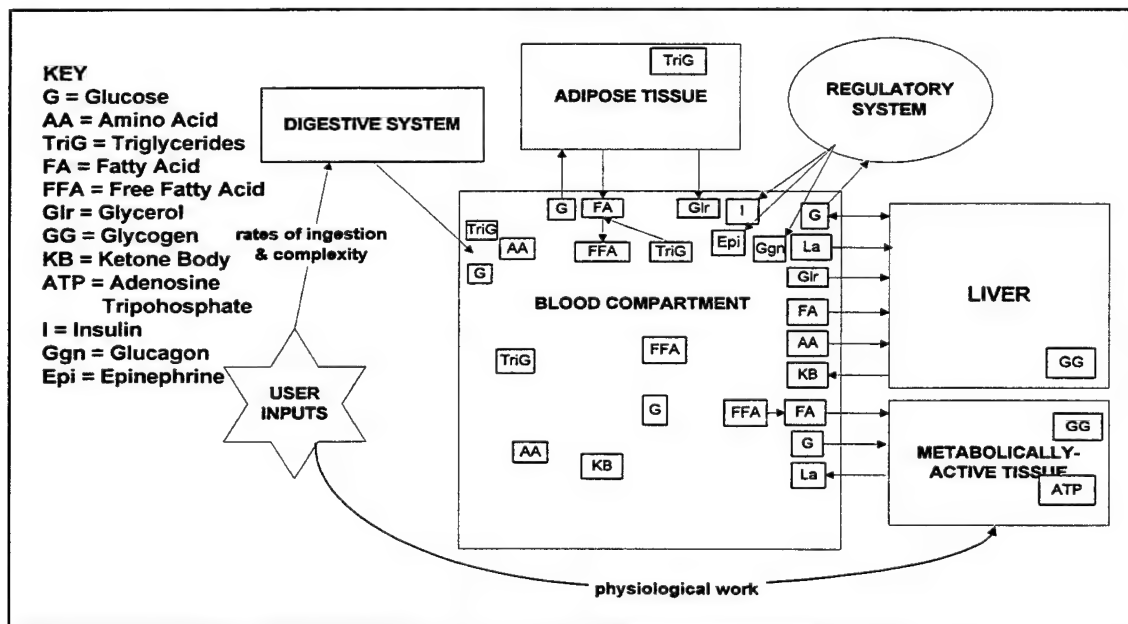 KEY
G = Glucose
AA = Amino Acid
TriG = Triglycerides
FA = Fatty Acid
FFA = Free Fatty Acid
Glr = Glycerol
GG = Glycogen
KB = Ketone Body
ATP = Adenosine
Tripohosphate
I = Insulin
Ggn = Glucagon
Epi = Epinephrine
DIGESTIVE SYSTEM
rates of ingestion
& complexity
USER
INPUTS
TriG
ADIPOSE TISSUE
REGULATORY
SYSTEM
G
FA
Glr
I
G
TriG
AA
FFA
TriG
Epi
Ggn
La
G
Glr
BLOOD COMPARTMENT
FA
AA
KB
TriG
FFA
G
FFA
FA
G
La
AA
KB
LIVER
GG
GG
METABOLICALLY-
ACTIVE TISSUE
ATP
physiological work